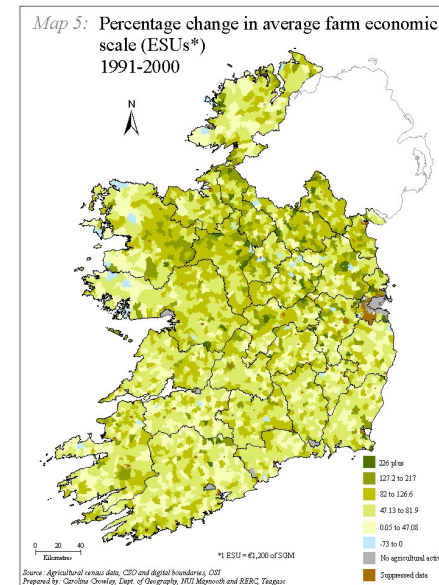 Map 5: Percentage change in average farm economic
scale (ESUs*)
1991-2000
N
226 plus
127.2 to 217
82 to 126.6
47.13 to 81.9
0.05 to 47.08
-73 to 0
No agricultural activ
Suppressed data
0 20 40
Kilometres
*1 ESU = €1,200 of SGM
Source: Agricultural census data, CSO and digital boundaries, OSI
Prepared by: Caroline Crowley, Dept. of Geography, NUI Maynooth and RERC, Teagasc